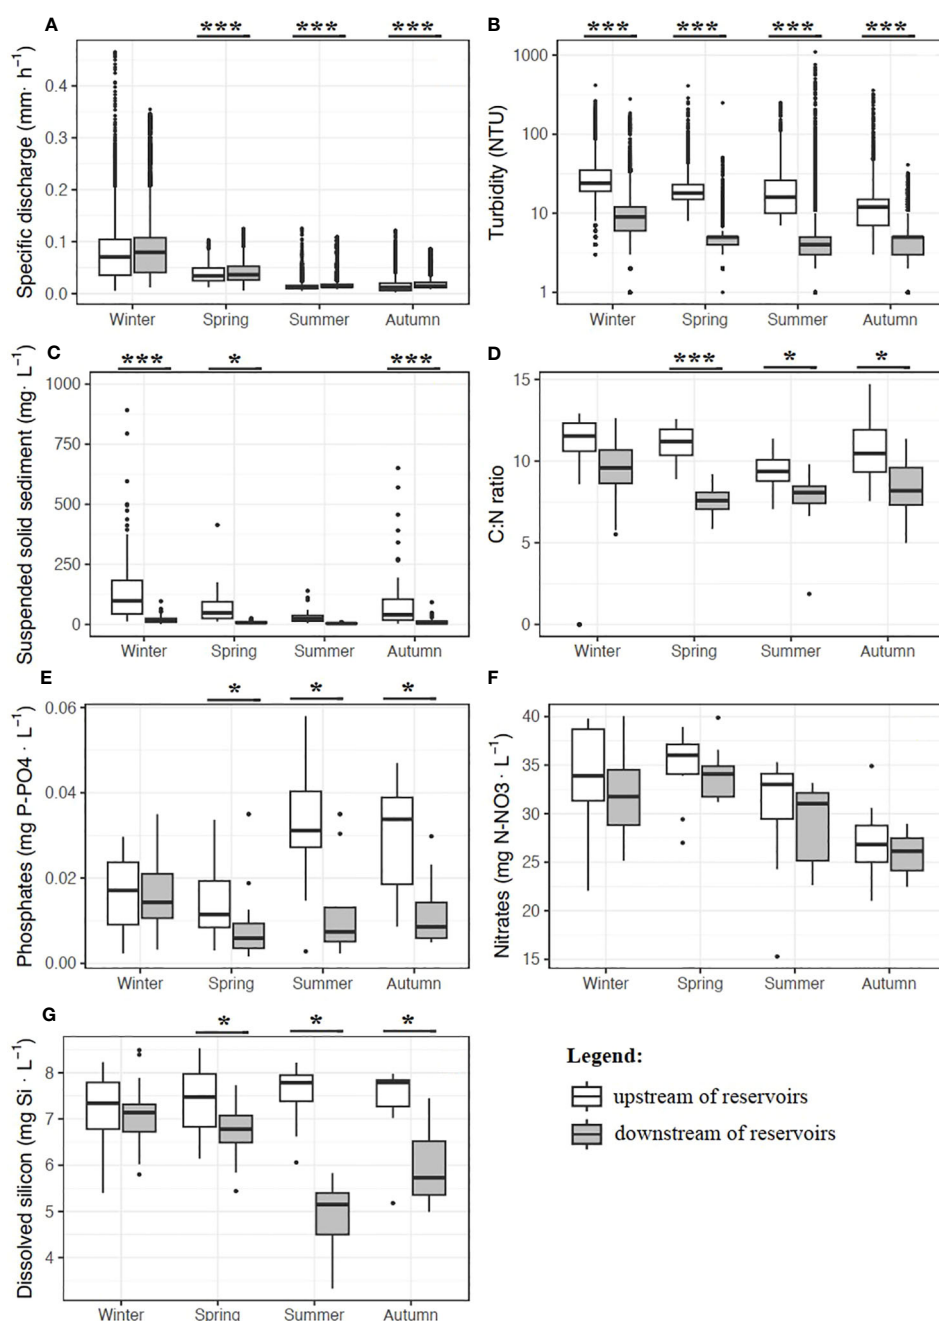 A
*** *** ***
Specific discharge (mm· h⁻¹)
0.4
0.3
0.2
0.1
0.0
Winter Spring Summer Autumn
B
*** *** *** ***
Turbidity (NTU)
1000
100
10
1
Winter Spring Summer Autumn
C
*** * ***
Suspended solid sediment (mg· L⁻¹)
1000
750
500
250
0
Winter Spring Summer Autumn
D
*** * *
C:N ratio
15
10
5
0
Winter Spring Summer Autumn
E
* * *
Phosphates (mg P-PO4 · L⁻¹)
0.06
0.04
0.02
0.00
Winter Spring Summer Autumn
F
Nitrates (mg N-NO3 · L⁻¹)
40
35
30
25
20
15
Winter Spring Summer Autumn
G
* * *
Dissolved silicon (mg Si · L⁻¹)
8
7
6
5
4
Winter Spring Summer Autumn
Legend:
upstream of reservoirs
downstream of reservoirs